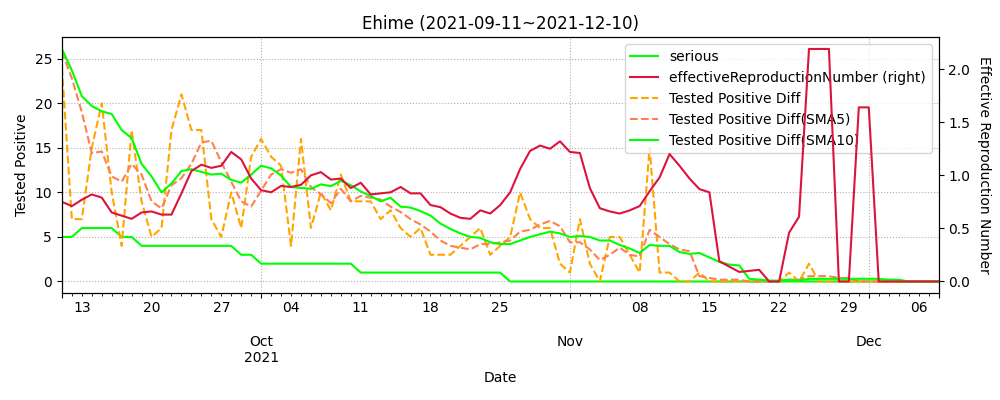 Ehime (2021-09-11~2021-12-10)
serious
effectiveReproductionNumber (right)
Tested Positive Diff
Tested Positive Diff(SMA5)
Tested Positive Diff(SMA10)
Tested Positive
0
5
10
15
20
25
Effective Reproduction Number
0.0
0.5
1.0
1.5
2.0
13
20
27
04
11
18
25
08
15
22
29
06
Oct
2021
Nov
Dec
Date